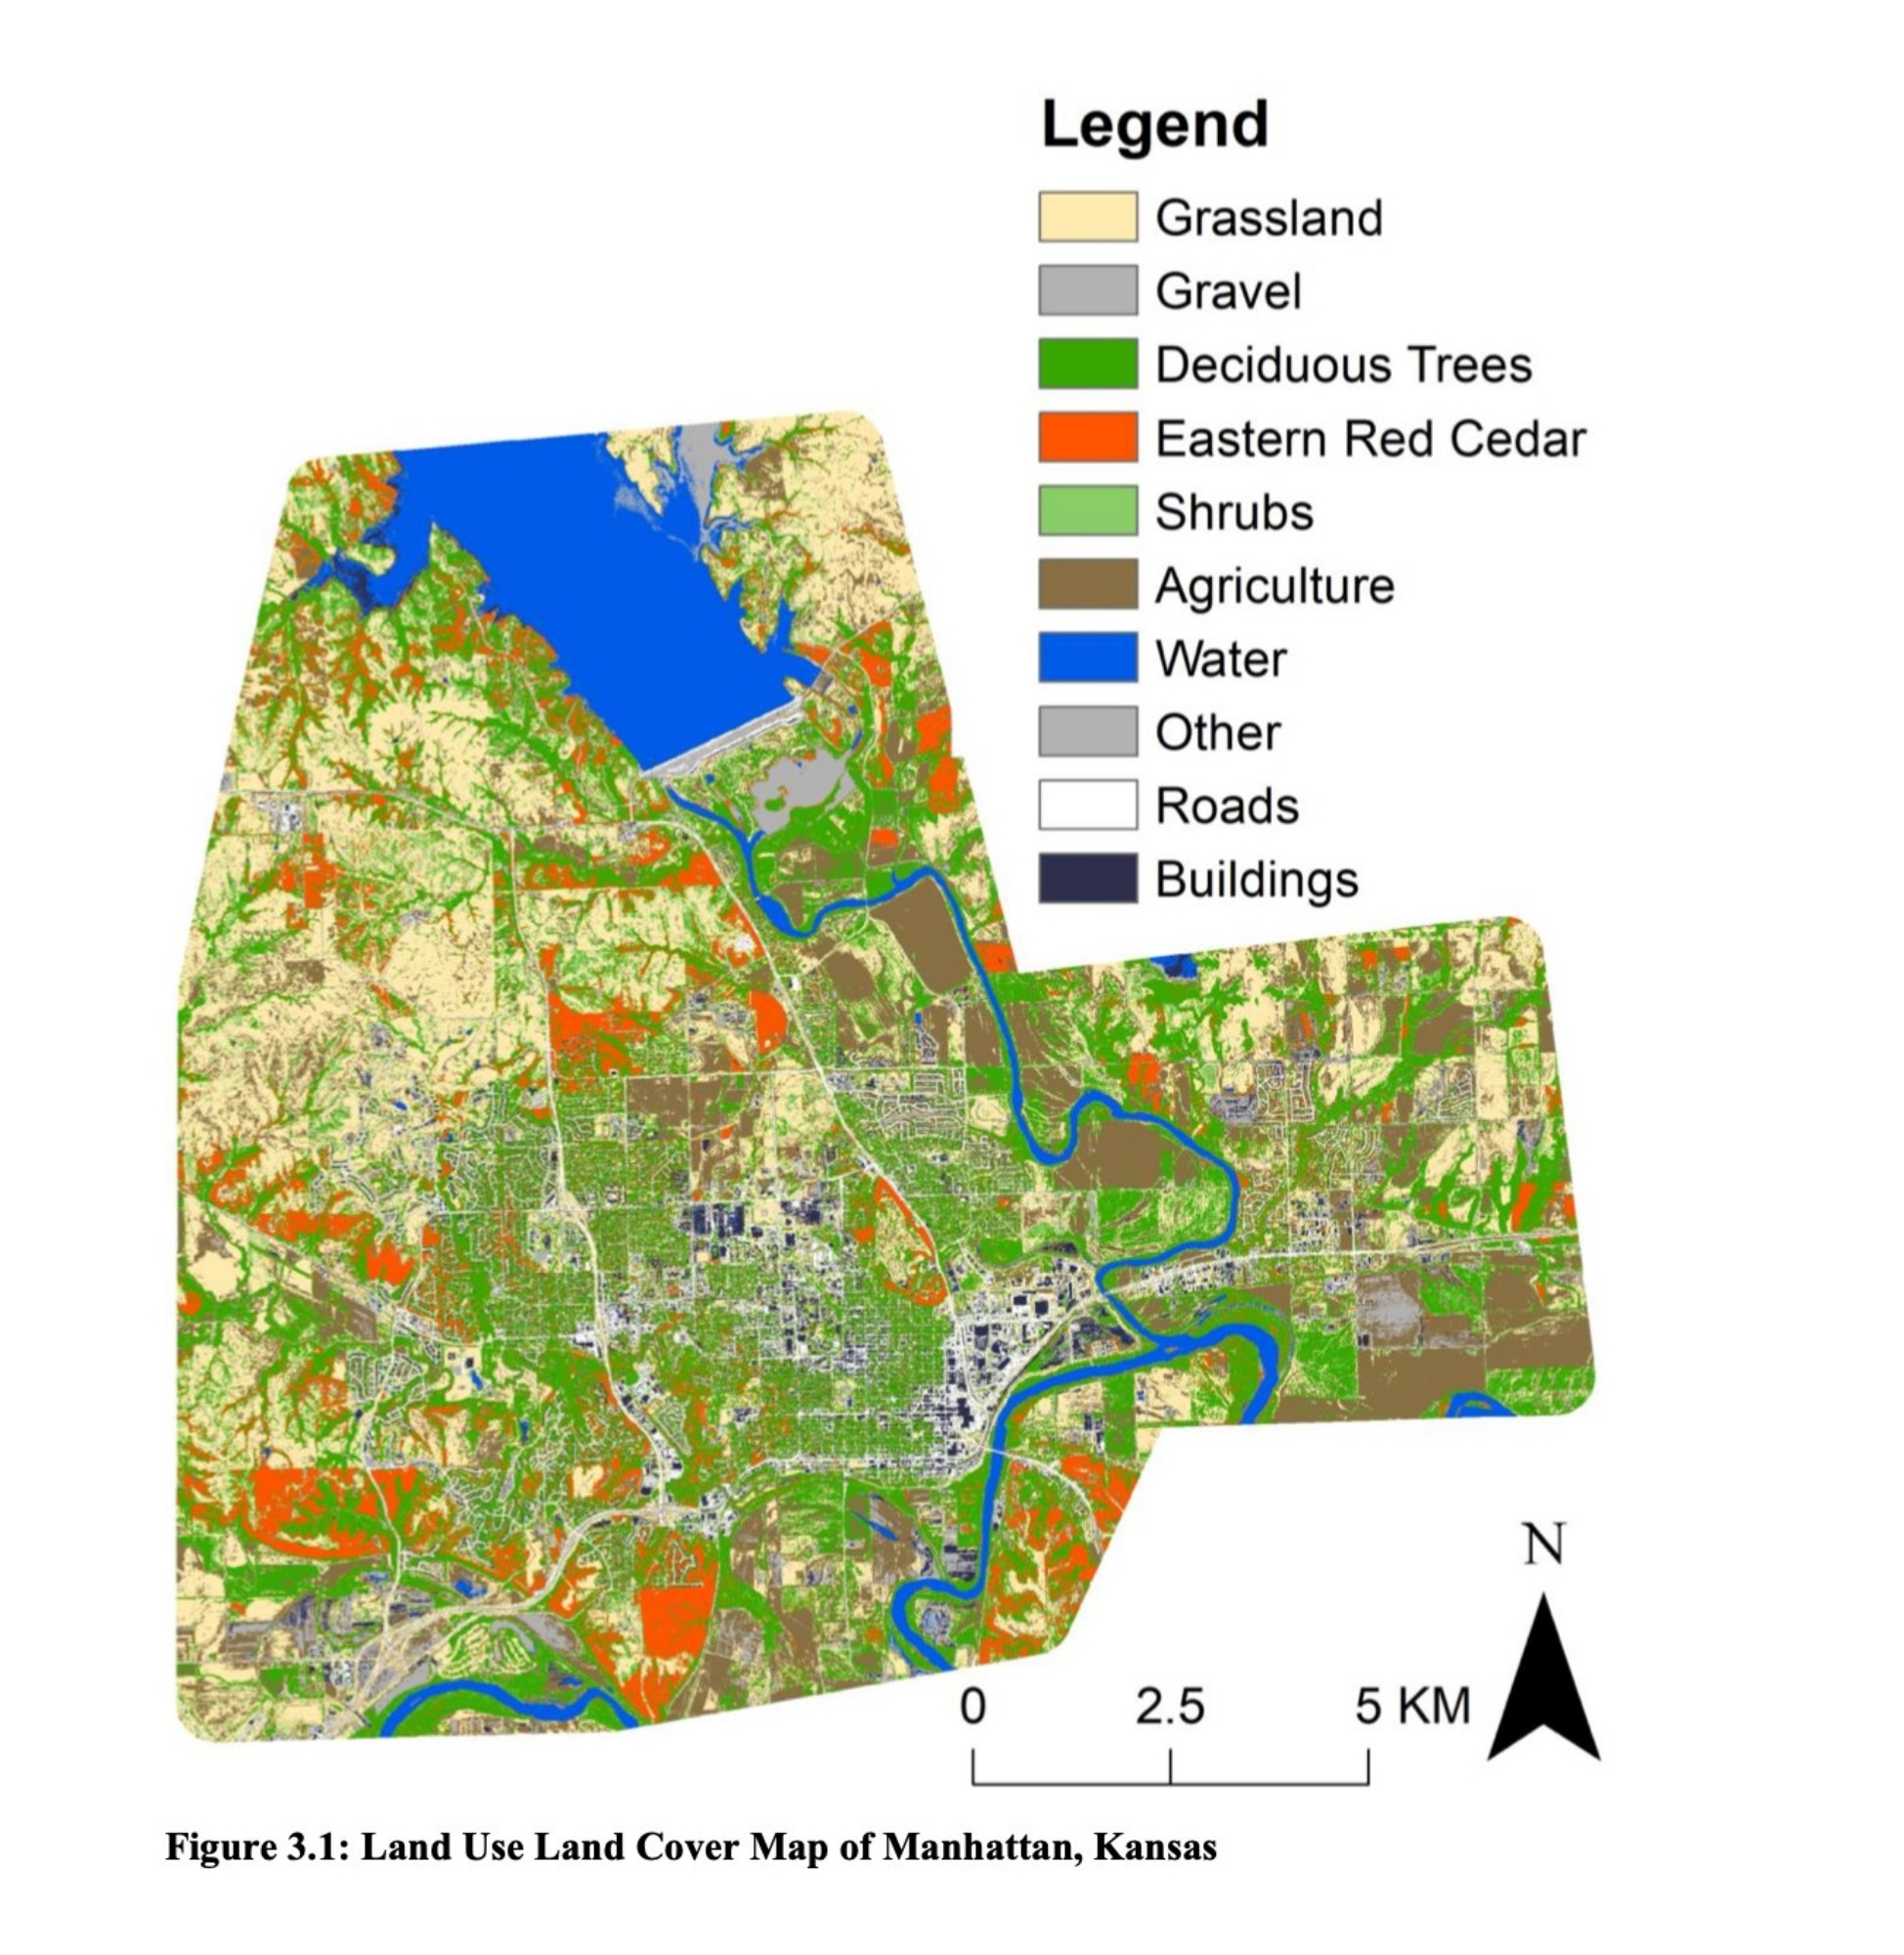 Legend
Grassland
Gravel
Deciduous Trees
Eastern Red Cedar
Shrubs
Agriculture
Water
Other
Roads
Buildings
N
0 2.5 5 KM
Figure 3.1: Land Use Land Cover Map of Manhattan, Kansas